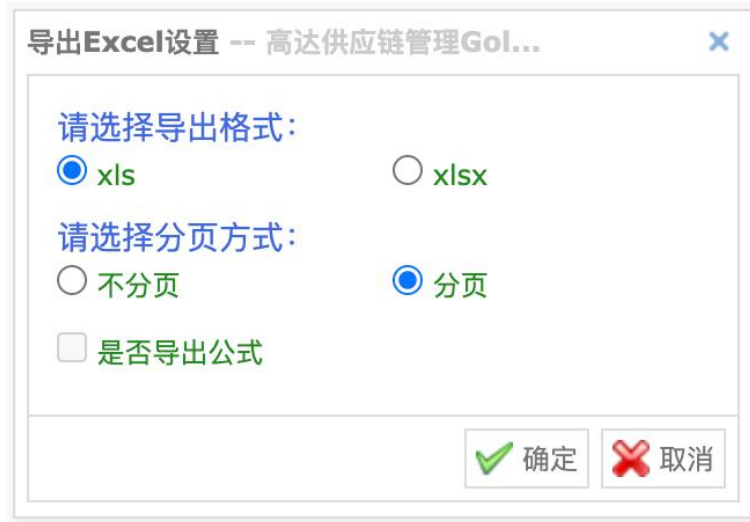 导出Excel设置 -- 高达供应链管理Gol...
请选择导出格式：
xls xlsx
请选择分页方式：
不分页 分页
是否导出公式
确定 取消